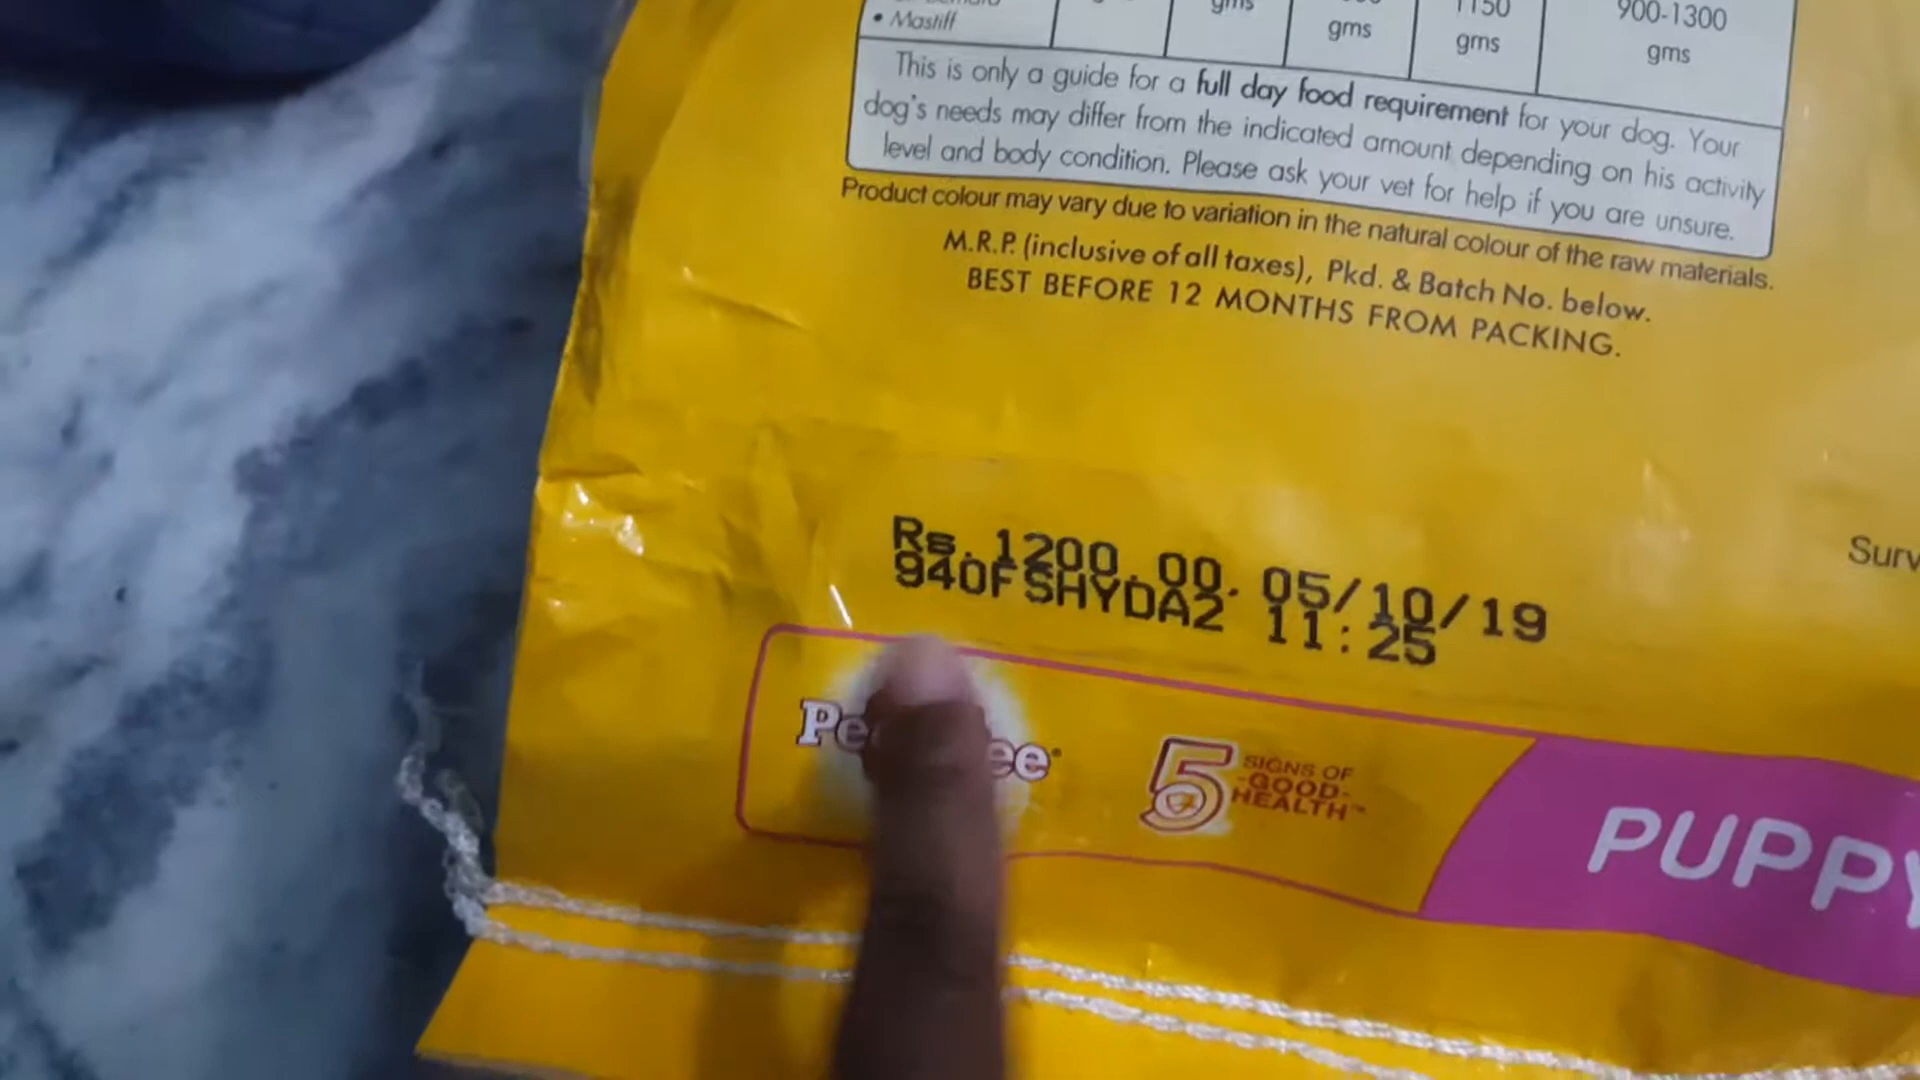 • Mastiff
gms
gms
1150
gms
900-1300
gms
This is only a guide for a full day food requirement for your dog. Your
dog's needs may differ from the indicated amount depending on his activity
level and body condition. Please ask your vet for help if you are unsure.
Product colour may vary due to variation in the natural colour of the raw materials.
M.R.P. (inclusive of all taxes), Pkd. & Batch No. below.
BEST BEFORE 12 MONTHS FROM PACKING.
Rs. 1200.00. 05/10/19
940FSHYDA2 11:25
5 SIGNS OF
-GOOD-
HEALTH™
PUPPY